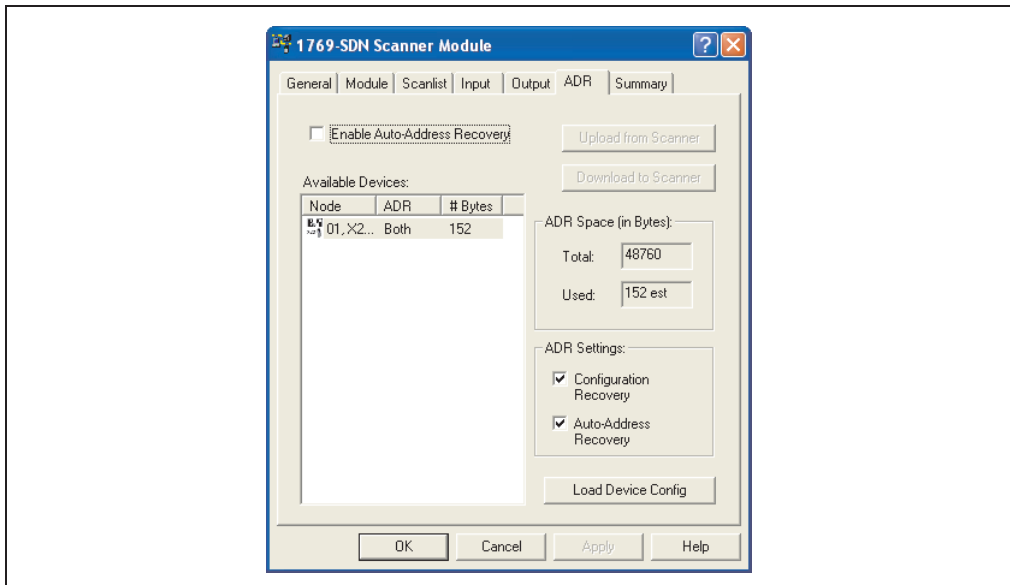 1769-SDN Scanner Module
General Module Scanlist Input Output ADR Summary
Enable Auto-Address Recovery
Upload from Scanner
Download to Scanner
Available Devices:
Node ADR # Bytes
01, X2... Both 152
ADR Space (in Bytes):
Total: 48760
Used: 152 est
ADR Settings:
Configuration
Recovery
Auto-Address
Recovery
Load Device Config
OK Cancel Apply Help